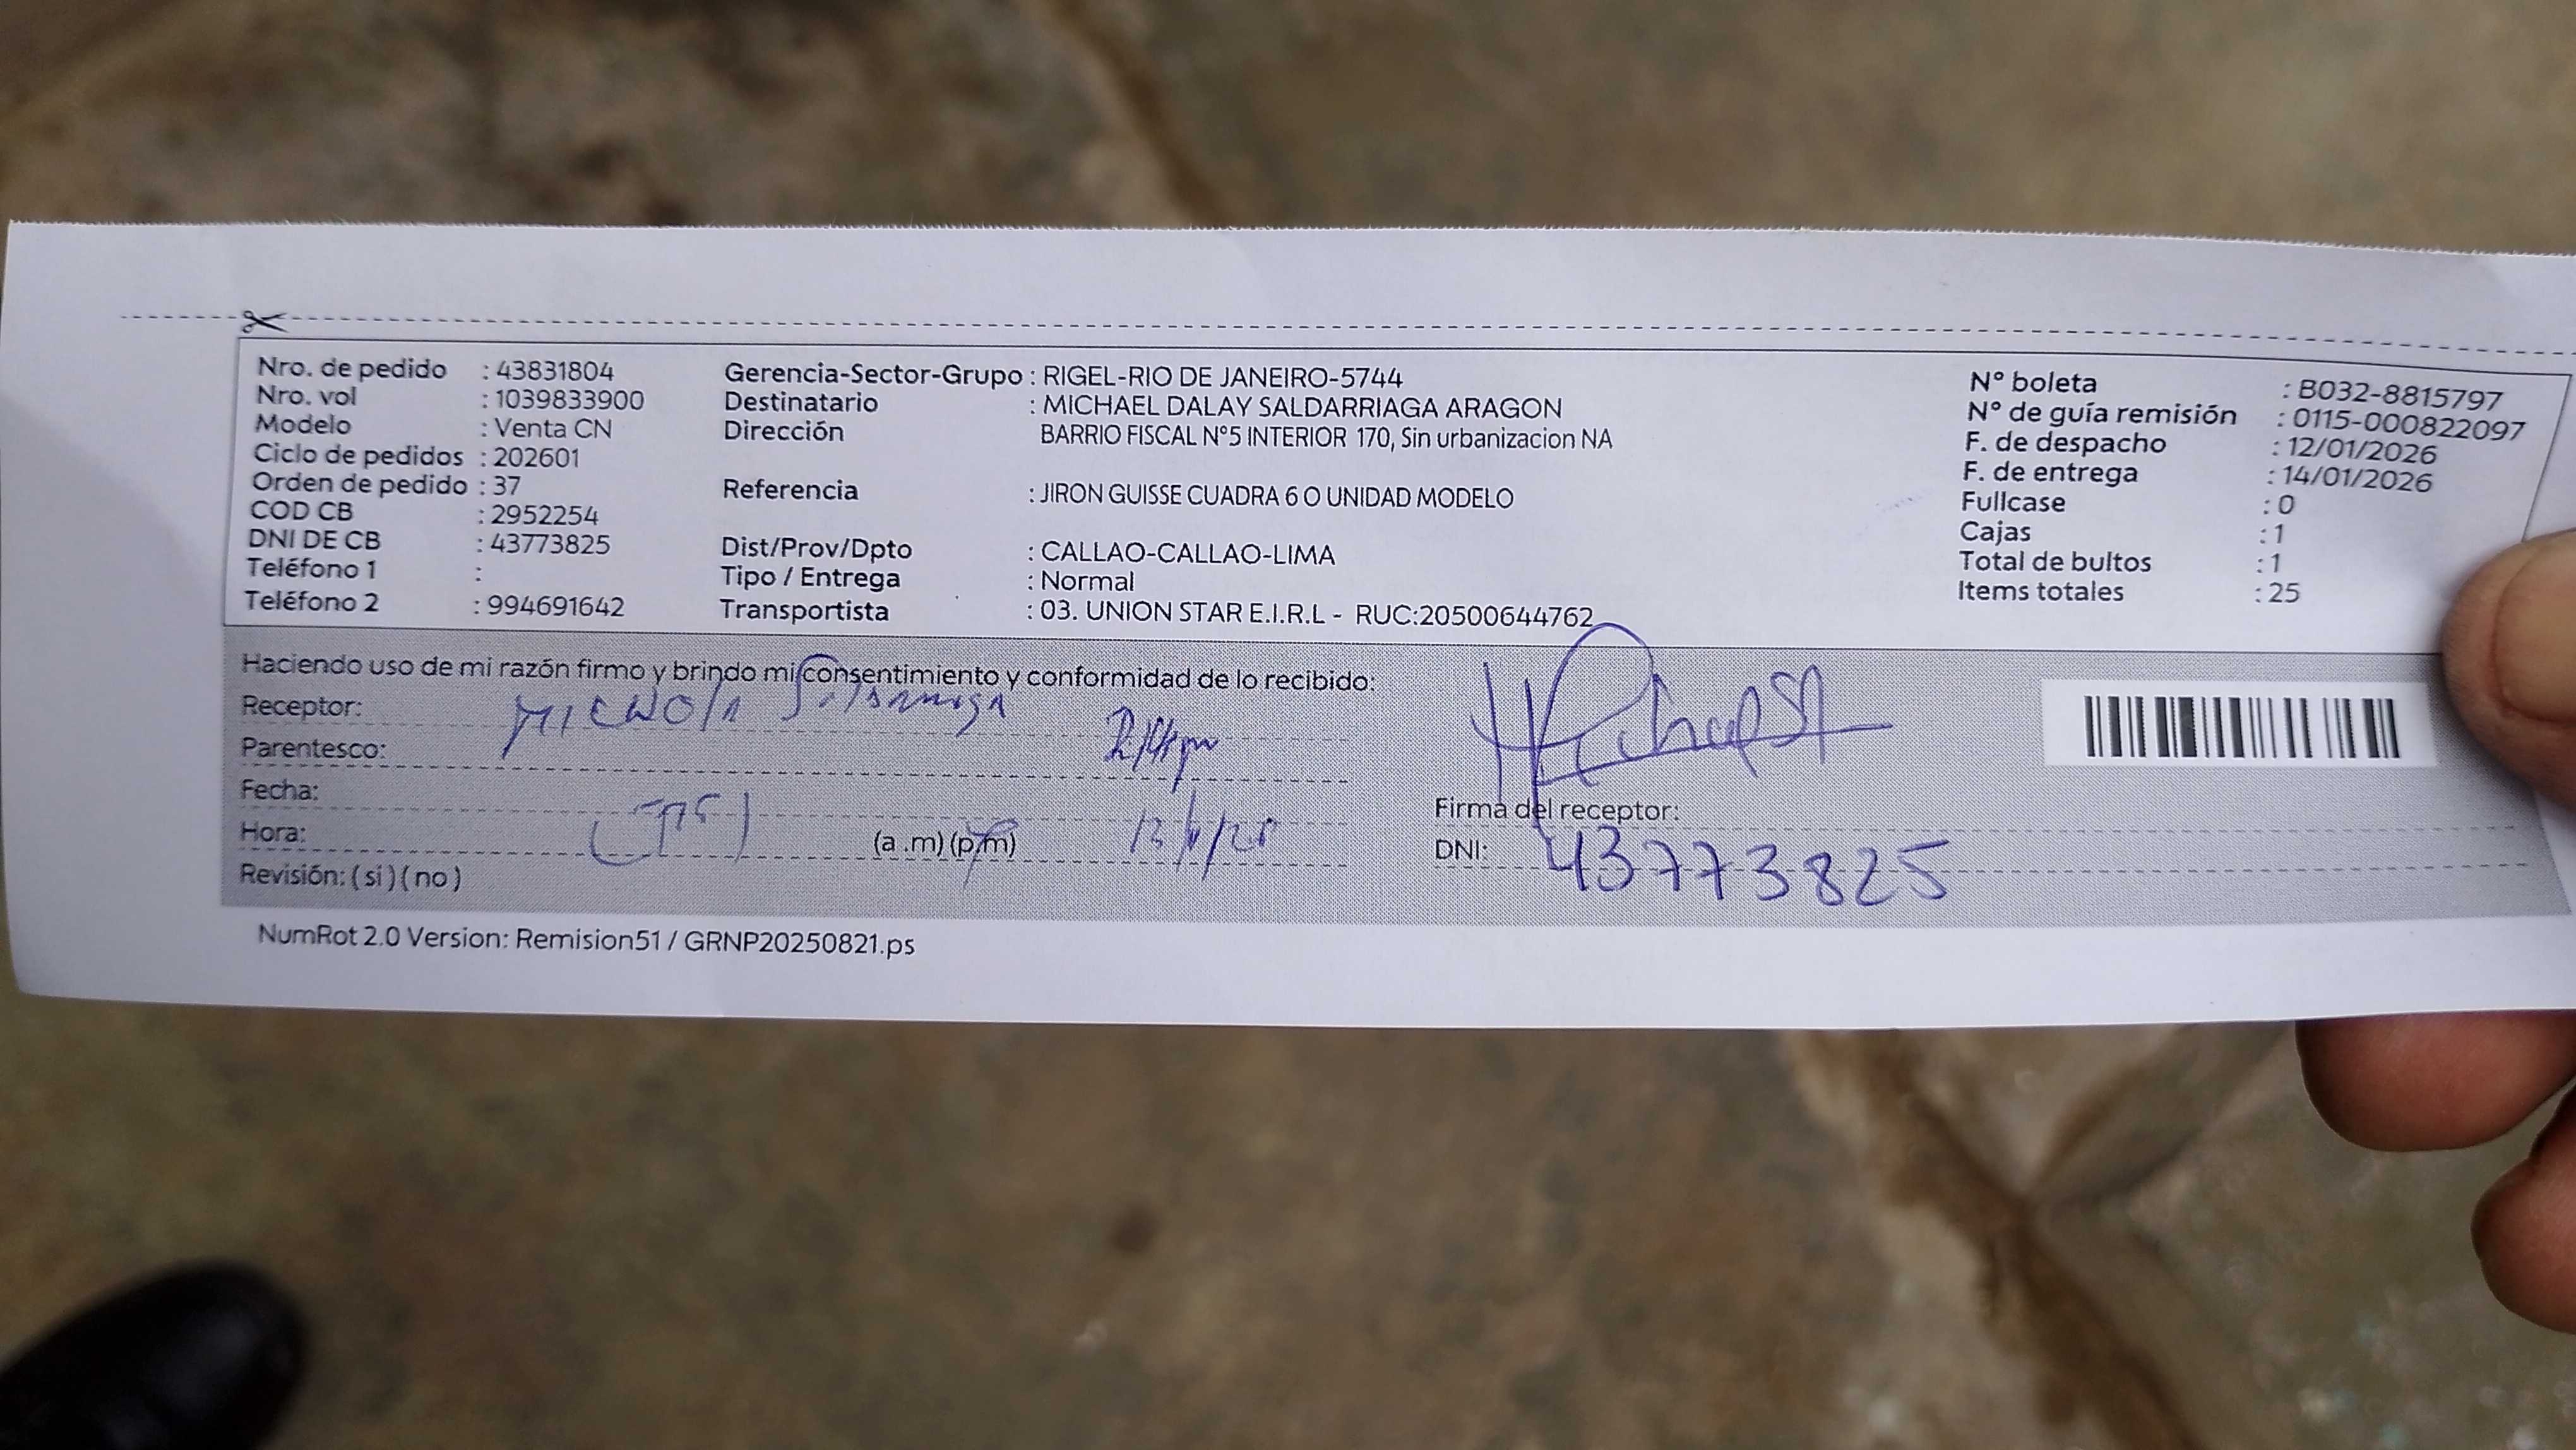 Nro. de pedido : 43831804
Nro. vol : 1039833900
Modelo : Venta CN
Ciclo de pedidos : 202601
Orden de pedido : 37
COD CB : 2952254
DNI DE CB : 43773825
Teléfono 1 :
Teléfono 2 : 994691642
Gerencia-Sector-Grupo : RIGEL-RIO DE JANEIRO-5744
Destinatario : MICHAEL DALAY SALDARRIAGA ARAGON
Dirección BARRIO FISCAL N°5 INTERIOR 170, Sin urbanizacion NA
Referencia : JIRON GUISSE CUADRA 6 O UNIDAD MODELO
Dist/Prov/Dpto : CALLAO-CALLAO-LIMA
Tipo / Entrega : Normal
Transportista : 03. UNION STAR E.I.R.L - RUC:20500644762
N° boleta : B032-8815797
N° de guía remisión : 0115-000822097
F. de despacho : 12/01/2026
F. de entrega : 14/01/2026
Fullcase : 0
Cajas : 1
Total de bultos : 1
Items totales : 25
Haciendo uso de mi razón firmo y brindo mi consentimiento y conformidad de lo recibido:
Receptor:
Parentesco:
Fecha:
Hora: (a .m) (p.m)
Revisión: ( si ) ( no )
Firma del receptor:
DNI: 43773825
NumRot 2.0 Version: Remision51 / GRNP20250821.ps